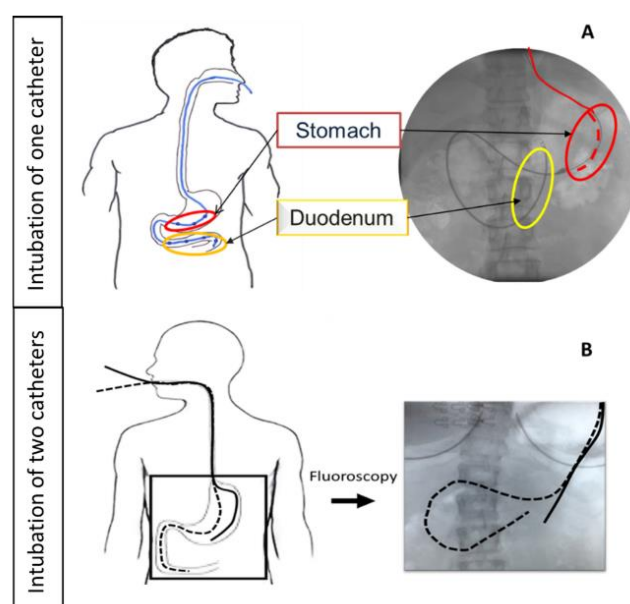 Intubation of one catheter
A
Stomach
Duodenum
Intubation of two catheters
B
Fluoroscopy